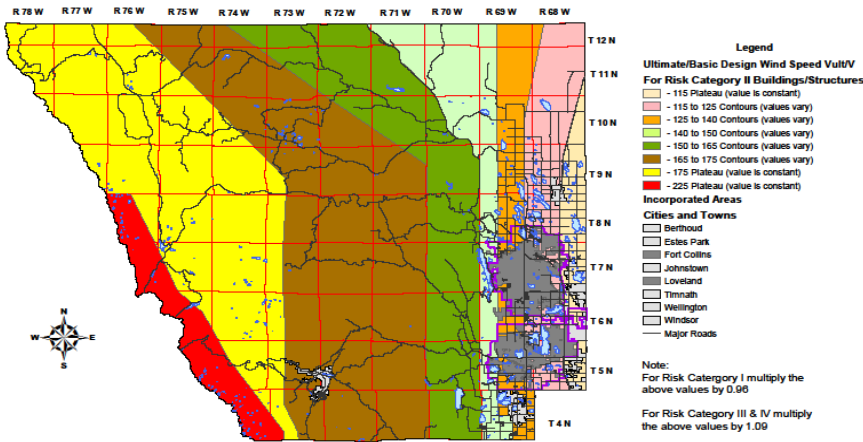 R 78 W R 77 W R 76 W R 75 W R 74 W R 73 W R 72 W R 71 W R 70 W R 69 W R 68 W
T 12 N
T 11 N
T 10 N
T 9 N
T 8 N
T 7 N
T 6 N
T 5 N
T 4 N
N
W E
S
Legend
Ultimate/Basic Design Wind Speed Vult/V
For Risk Category II Buildings/Structures
- 115 Plateau (value is constant)
- 115 to 125 Contours (values vary)
- 125 to 140 Contours (values vary)
- 140 to 150 Contours (values vary)
- 150 to 165 Contours (values vary)
- 165 to 175 Contours (values vary)
- 175 Plateau (value is constant)
- 225 Plateau (value is constant)
Incorporated Areas
Cities and Towns
Berthoud
Estes Park
Fort Collins
Johnstown
Loveland
Timnath
Wellington
Windsor
Major Roads
Note:
For Risk Catergory I multiply the
above values by 0.96
For Risk Category III & IV multiply
the above values by 1.09